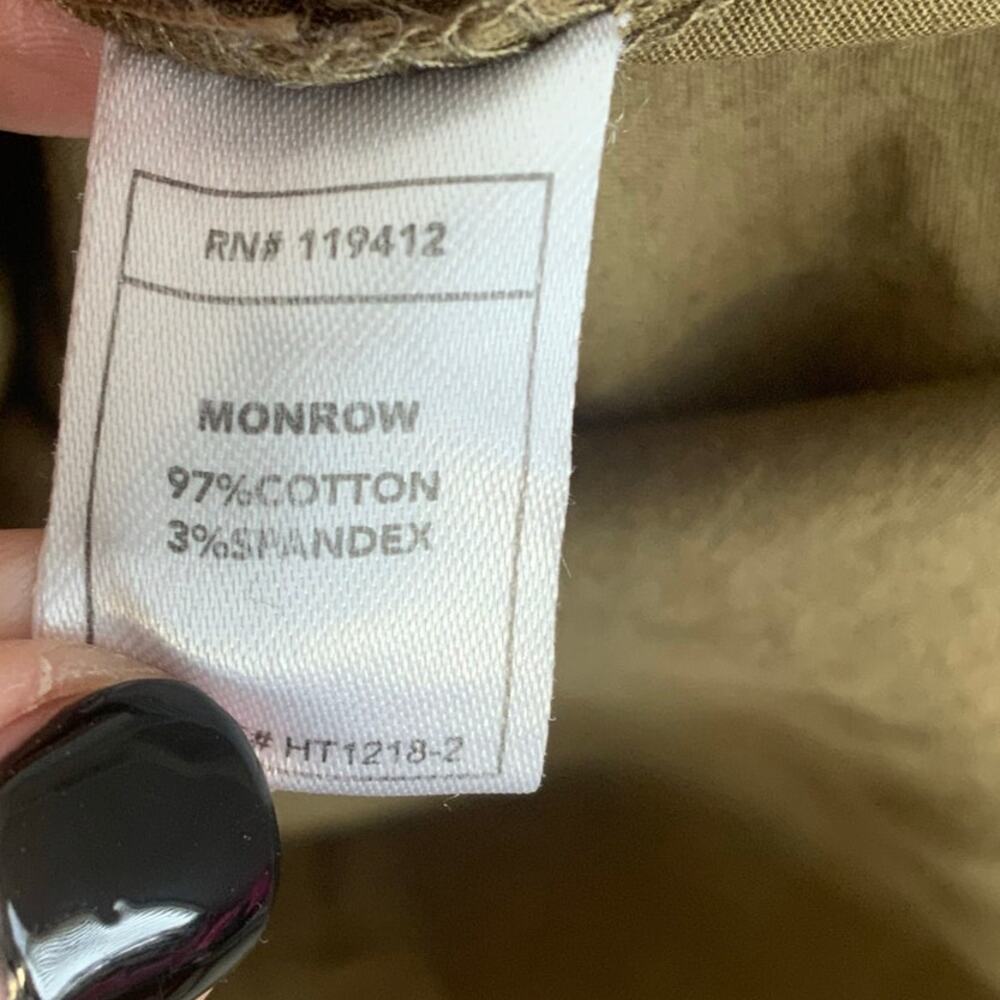 RN# 119412
MONROW
97%COTTON
3%SPANDEX
# HT1218-2